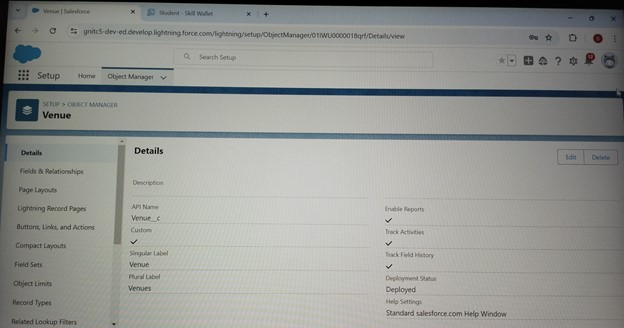 Venue | Salesforce
Student - Skill Wallet
gnitc5-dev-ed.develop.lightning.force.com/lightning/setup/ObjectManager/01IWU0000018qrf/Details/view
Search Setup
Setup
Home
Object Manager
SETUP > OBJECT MANAGER
Venue
Details
Fields & Relationships
Page Layouts
Lightning Record Pages
Buttons, Links, and Actions
Compact Layouts
Field Sets
Object Limits
Record Types
Related Lookup Filters
Details
Edit
Delete
Description
API Name
Venue__c
Custom
Singular Label
Venue
Plural Label
Venues
Enable Reports
Track Activities
Track Field History
Deployment Status
Deployed
Help Settings
Standard salesforce.com Help Window